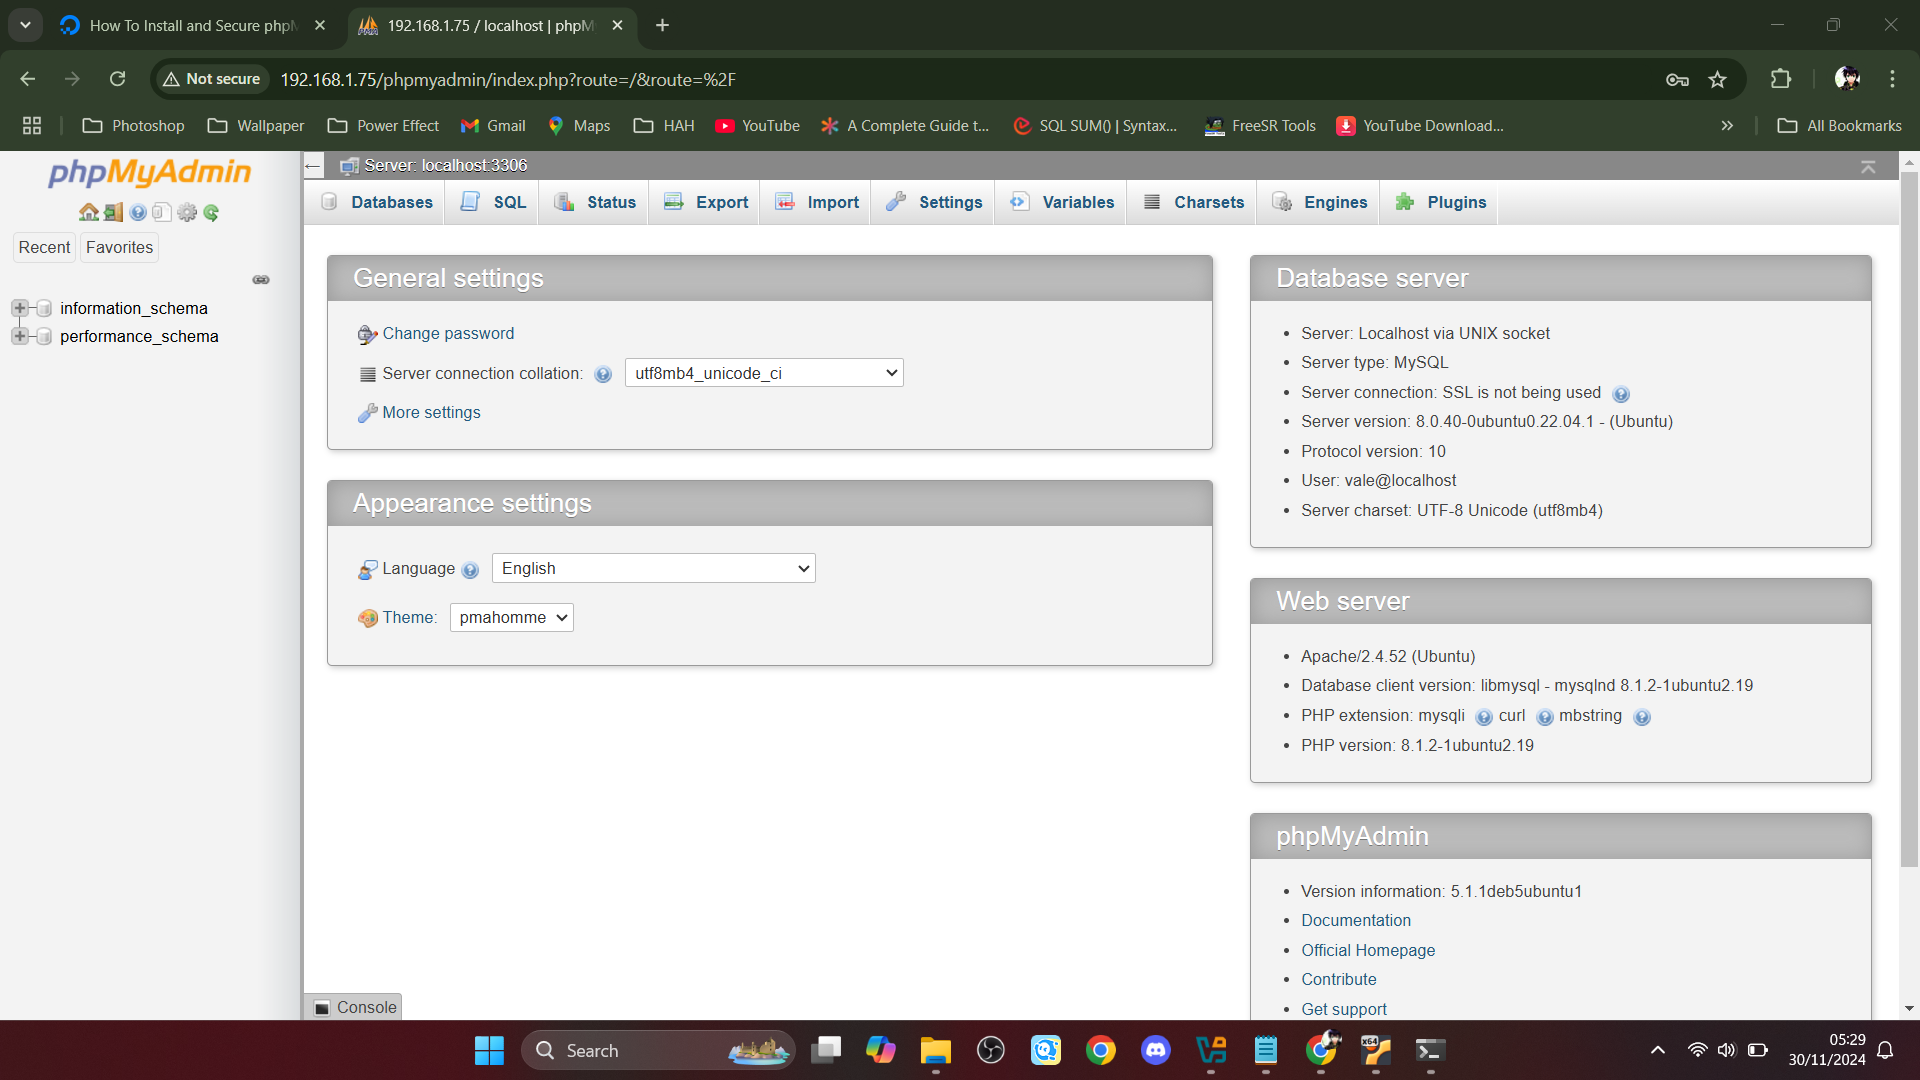 How To Install and Secure phpM
192.168.1.75 / localhost | phpM
Not secure
192.168.1.75/phpmyadmin/index.php?route=/&route=%2F
Photoshop
Wallpaper
Power Effect
Gmail
Maps
HAH
YouTube
A Complete Guide t...
SQL SUM() | Syntax...
FreeSR Tools
YouTube Download...
All Bookmarks
phpMyAdmin
Server: localhost:3306
Databases
SQL
Status
Export
Import
Settings
Variables
Charsets
Engines
Plugins
Recent
Favorites
information_schema
performance_schema
General settings
Change password
Server connection collation:
utf8mb4_unicode_ci
More settings
Appearance settings
Language
English
Theme:
pmahomme
Database server
Server: Localhost via UNIX socket
Server type: MySQL
Server connection: SSL is not being used
Server version: 8.0.40-0ubuntu0.22.04.1 - (Ubuntu)
Protocol version: 10
User: vale@localhost
Server charset: UTF-8 Unicode (utf8mb4)
Web server
Apache/2.4.52 (Ubuntu)
Database client version: libmysql - mysqlnd 8.1.2-1ubuntu2.19
PHP extension: mysqli curl mbstring
PHP version: 8.1.2-1ubuntu2.19
phpMyAdmin
Version information: 5.1.1deb5ubuntu1
Documentation
Official Homepage
Contribute
Get support
Console
Search
x64
05:29
30/11/2024